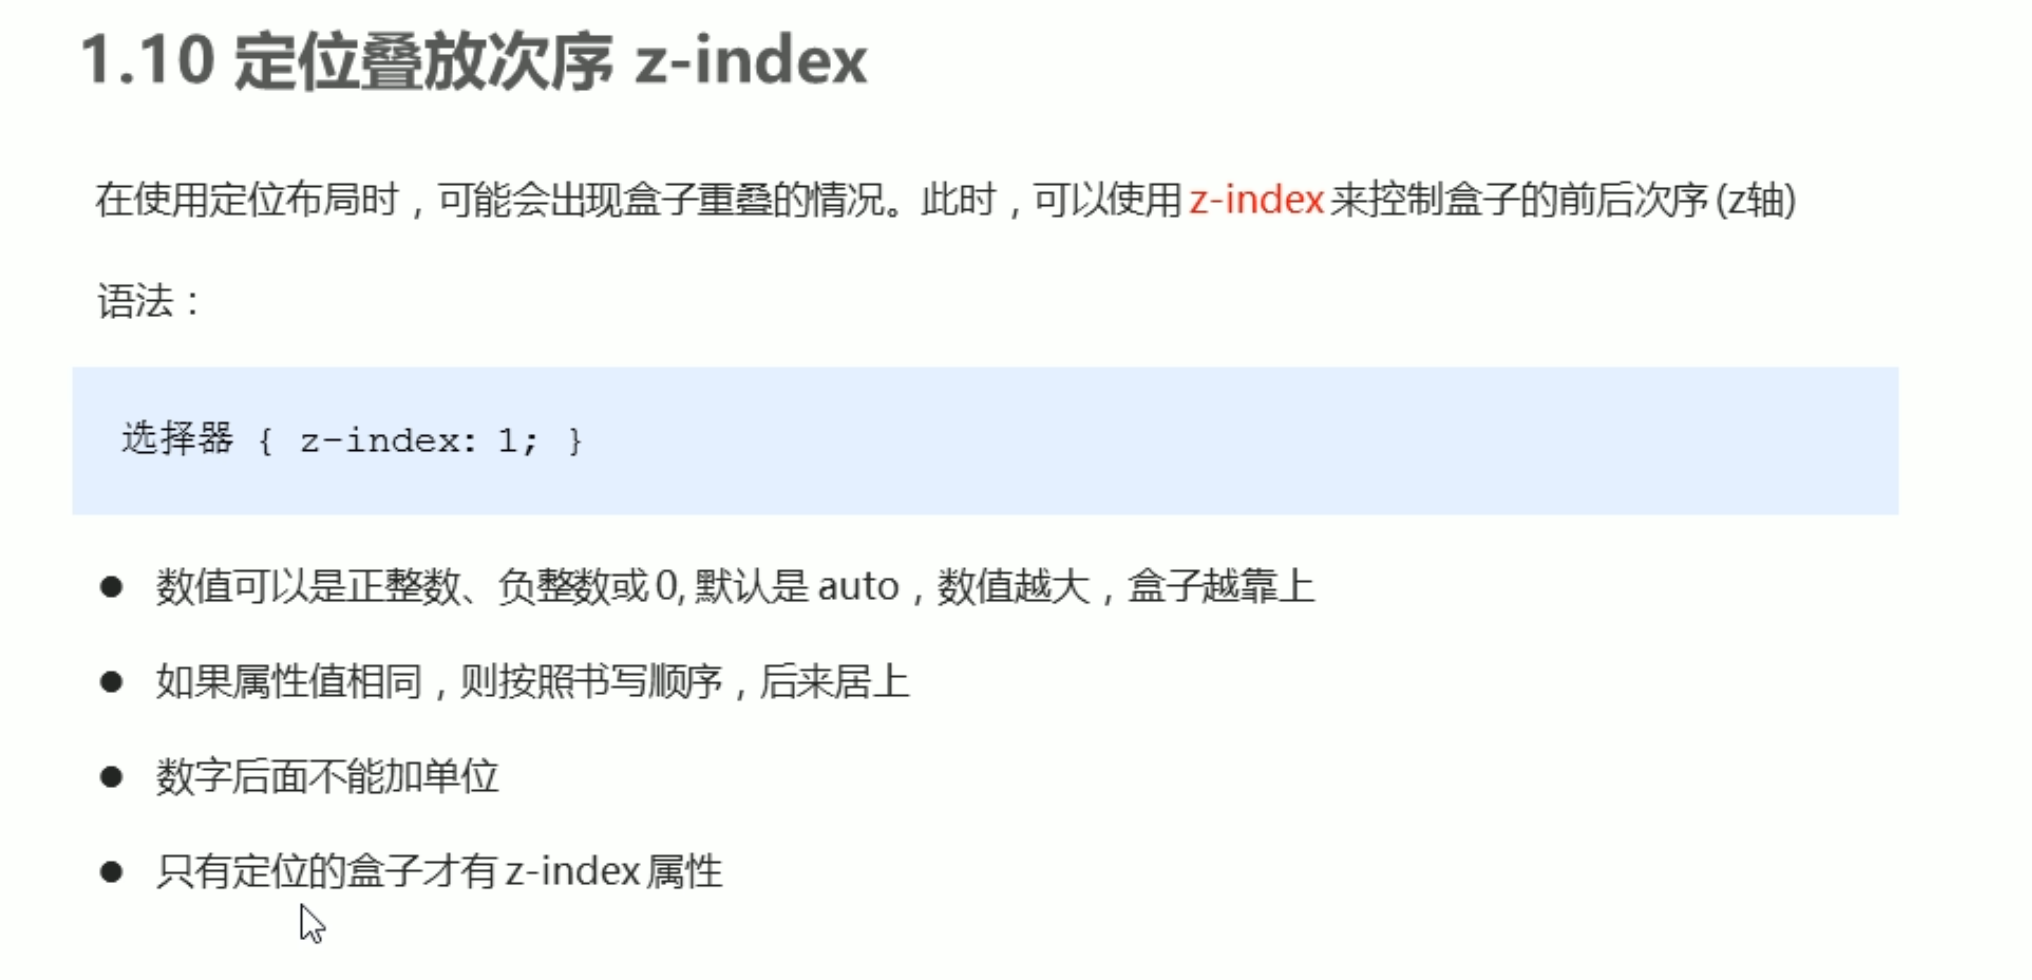 1.10 定位叠放次序 z-index
在使用定位布局时，可能会出现盒子重叠的情况。此时，可以使用 z-index 来控制盒子的前后次序 (z轴)
语法：
选择器 { z-index: 1; }
● 数值可以是正整数、负整数或 0, 默认是 auto，数值越大，盒子越靠上
● 如果属性值相同，则按照书写顺序，后来居上
● 数字后面不能加单位
● 只有定位的盒子才有 z-index 属性